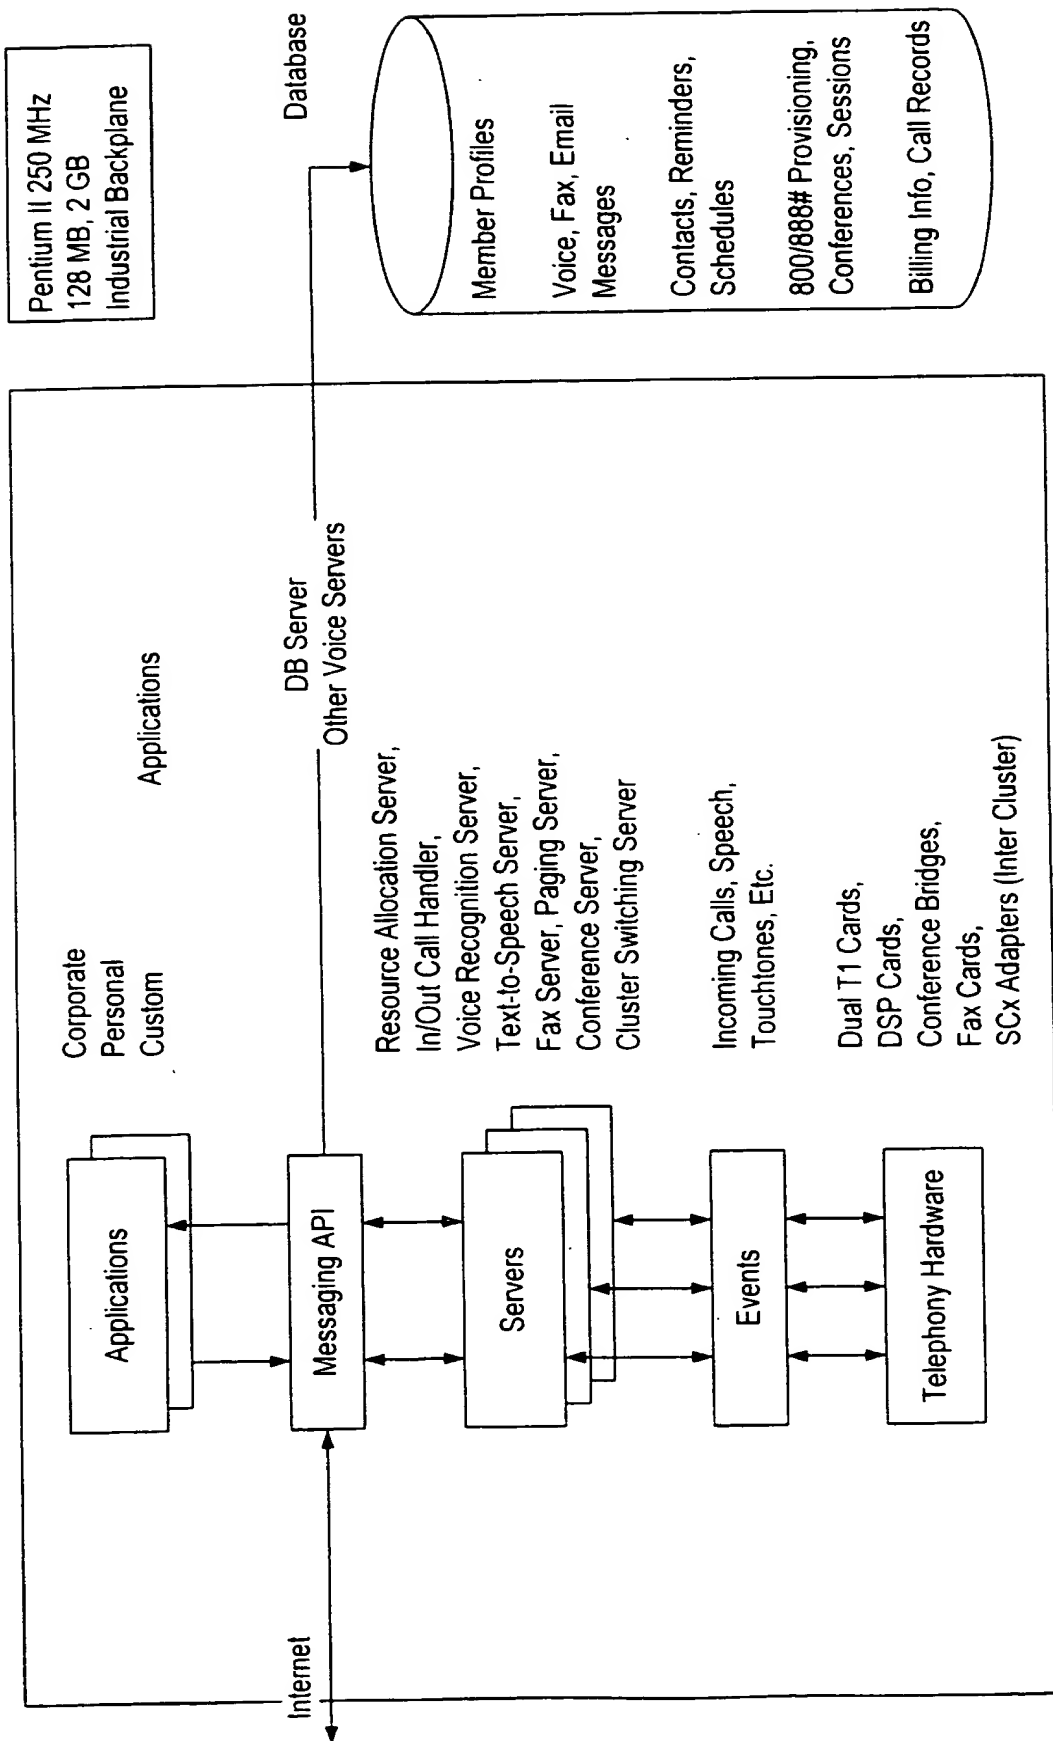 Pentium II 250 MHz
128 MB, 2 GB
Industrial Backplane
Corporate
Personal
Custom
Applications
Applications
Internet
Messaging API
DB Server
Other Voice Servers
Database
Servers
Resource Allocation Server,
In/Out Call Handler,
Voice Recognition Server,
Text-to-Speech Server,
Fax Server, Paging Server,
Conference Server,
Cluster Switching Server
Events
Incoming Calls, Speech,
Touchtones, Etc.
Telephony Hardware
Dual T1 Cards,
DSP Cards,
Conference Bridges,
Fax Cards,
SCx Adapters (Inter Cluster)
Member Profiles
Voice, Fax, Email
Messages
Contacts, Reminders,
Schedules
800/888# Provisioning,
Conferences, Sessions
Billing Info, Call Records